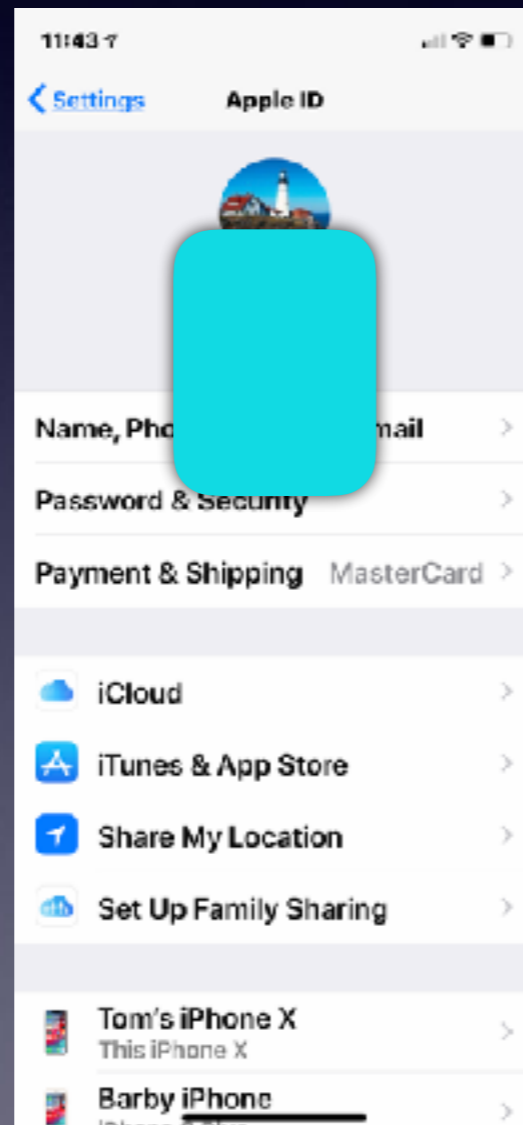 11:43
Settings Apple ID
Name, Pho mail
Password & Security
Payment & Shipping MasterCard
iCloud
iTunes & App Store
Share My Location
Set Up Family Sharing
Tom's iPhone X
This iPhone X
Barby iPhone